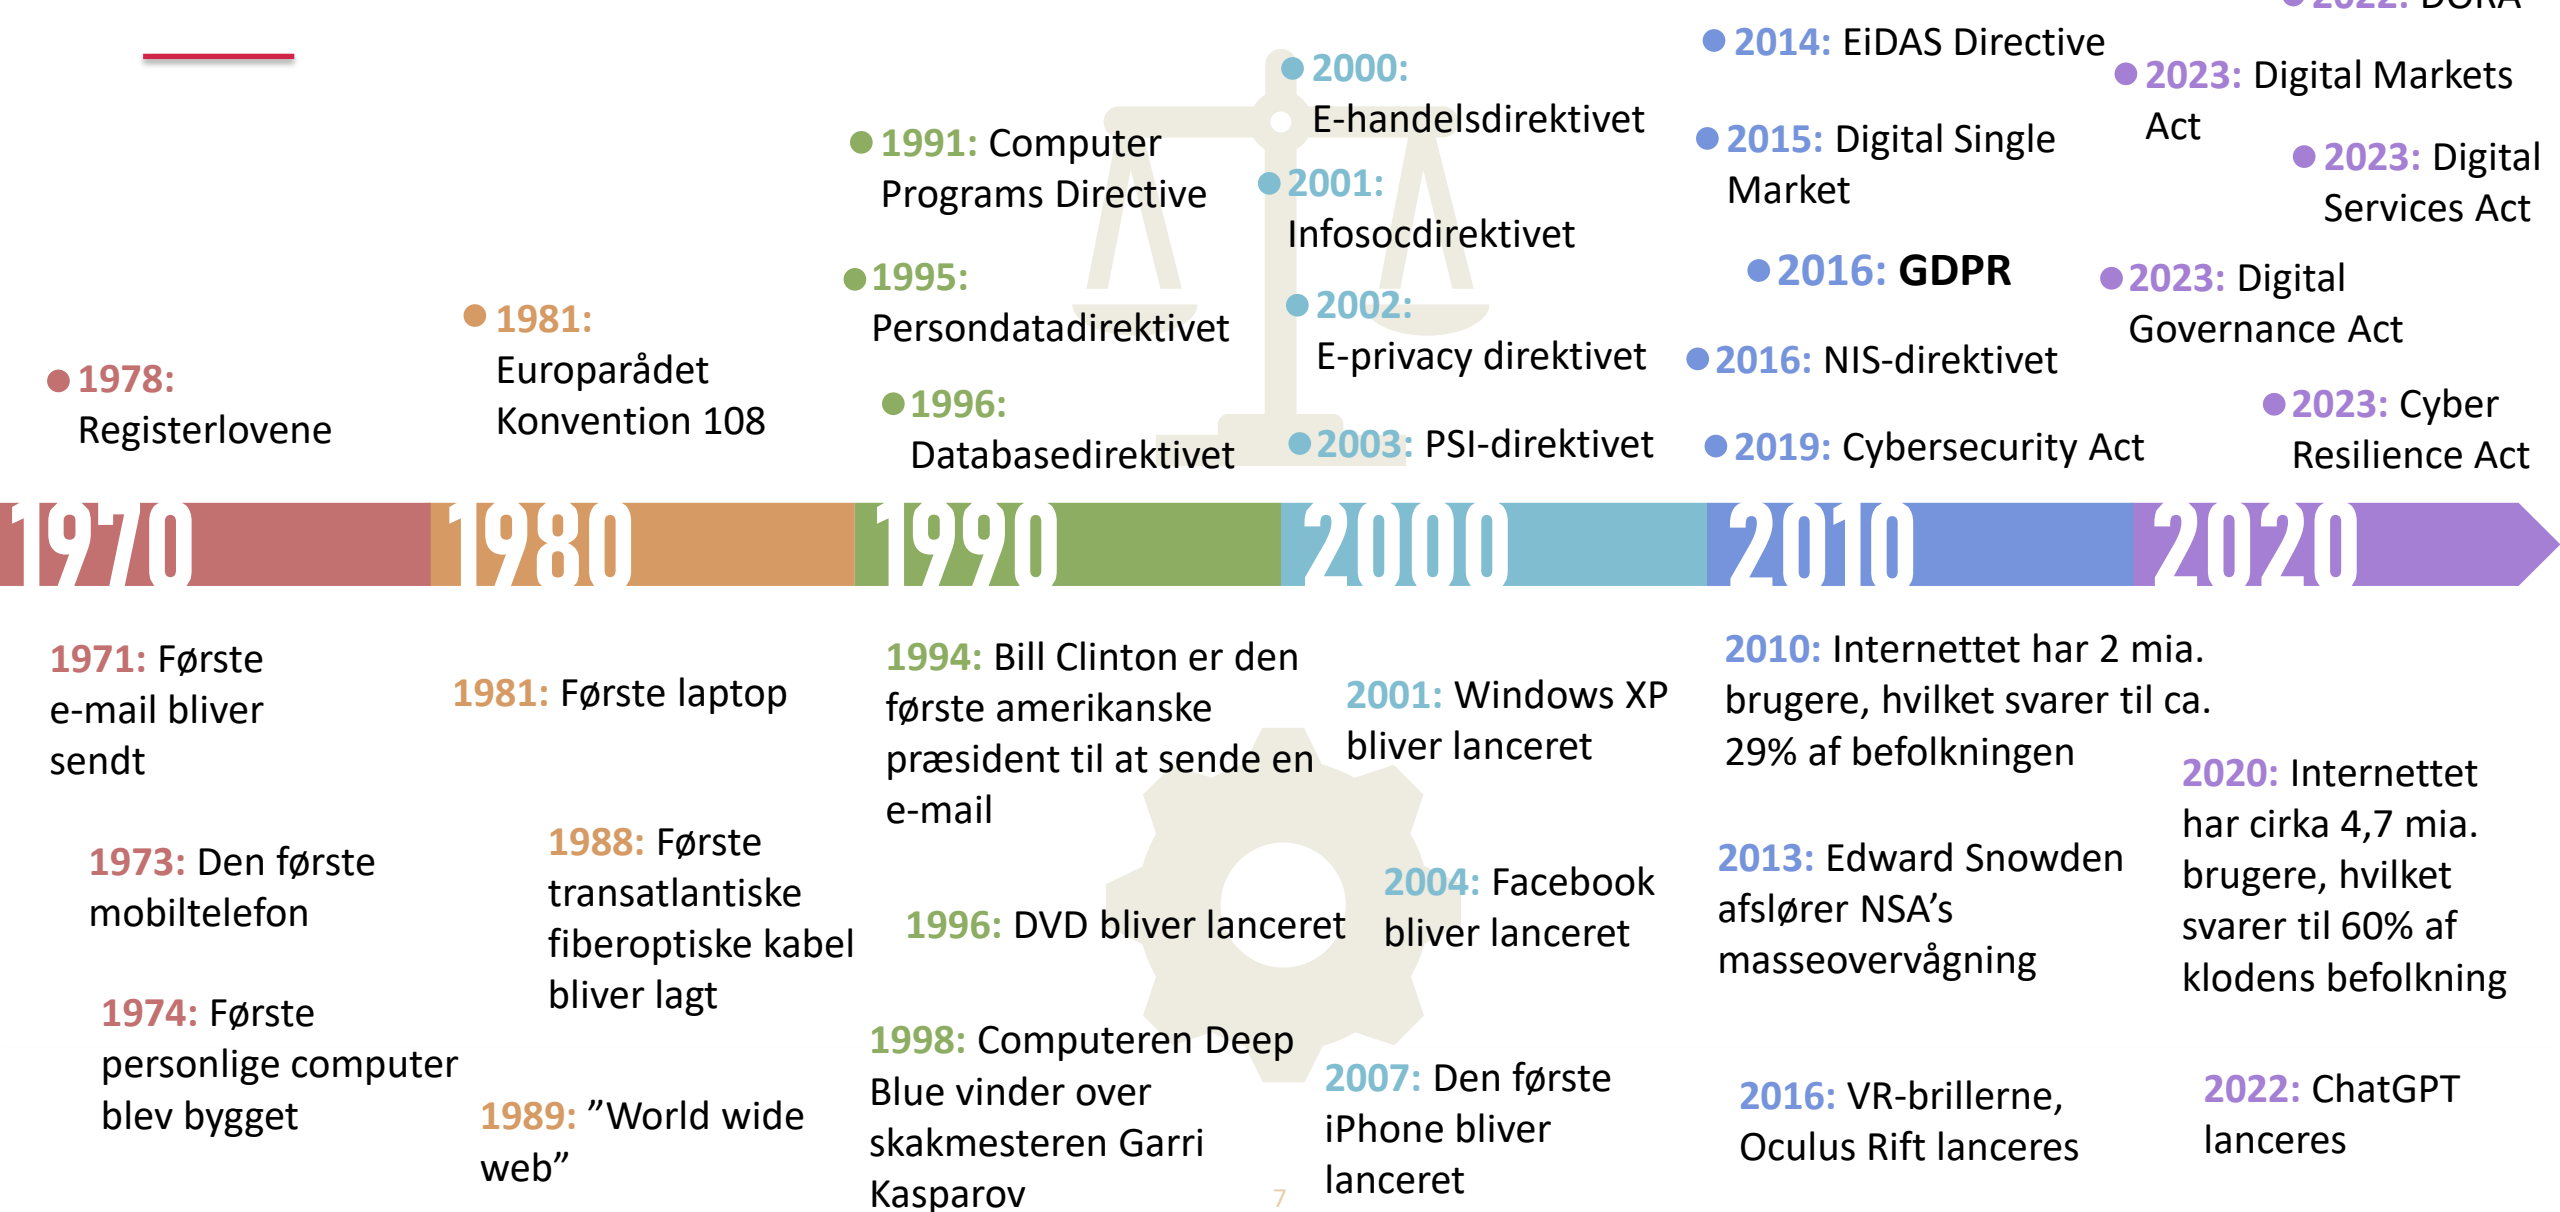 1978:
Registerlovene
1981:
Europarådet
Konvention 108
1991: Computer
Programs Directive
1995:
Persondatadirektivet
1996:
Databasedirektivet
2000:
E-handelsdirektivet
2001:
Infosocdirektivet
2002:
E-privacy direktivet
2003: PSI-direktivet
2014: EiDAS Directive
2015: Digital Single
Market
2016: GDPR
2016: NIS-direktivet
2019: Cybersecurity Act
2022: DORA
2023: Digital Markets
Act
2023: Digital
Services Act
2023: Digital
Governance Act
2023: Cyber
Resilience Act
1970
1980
1990
2000
2010
2020
1971: Første
e-mail bliver
sendt
1973: Den første
mobiltelefon
1974: Første
personlige computer
blev bygget
1981: Første laptop
1988: Første
transatlantiske
fiberoptiske kabel
bliver lagt
1989: ”World wide
web”
1994: Bill Clinton er den
første amerikanske
præsident til at sende en
e-mail
1996: DVD bliver lanceret
1998: Computeren Deep
Blue vinder over
skakmesteren Garri
Kasparov
2001: Windows XP
bliver lanceret
2004: Facebook
bliver lanceret
2007: Den første
iPhone bliver
lanceret
2010: Internettet har 2 mia.
brugere, hvilket svarer til ca.
29% af befolkningen
2013: Edward Snowden
afslører NSA’s
masseovervågning
2016: VR-brillerne,
Oculus Rift lanceres
2020: Internettet
har cirka 4,7 mia.
brugere, hvilket
svarer til 60% af
klodens befolkning
2022: ChatGPT
lanceres
7